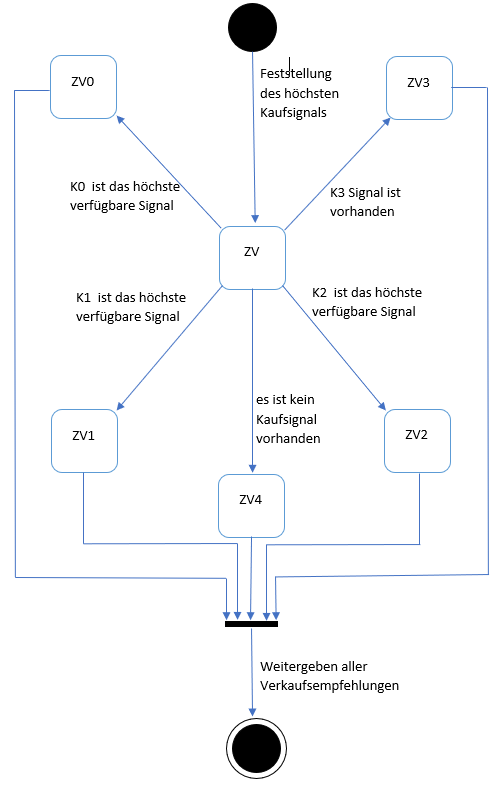 Feststellung
des höchsten
Kaufsignals
ZV0
ZV3
K0 ist das höchste
verfügbare Signal
K3 Signal ist
vorhanden
ZV
K1 ist das höchste
verfügbare Signal
K2 ist das höchste
verfügbare Signal
es ist kein
Kaufsignal
vorhanden
ZV1
ZV2
ZV4
Weitergeben aller
Verkaufsempfehlungen